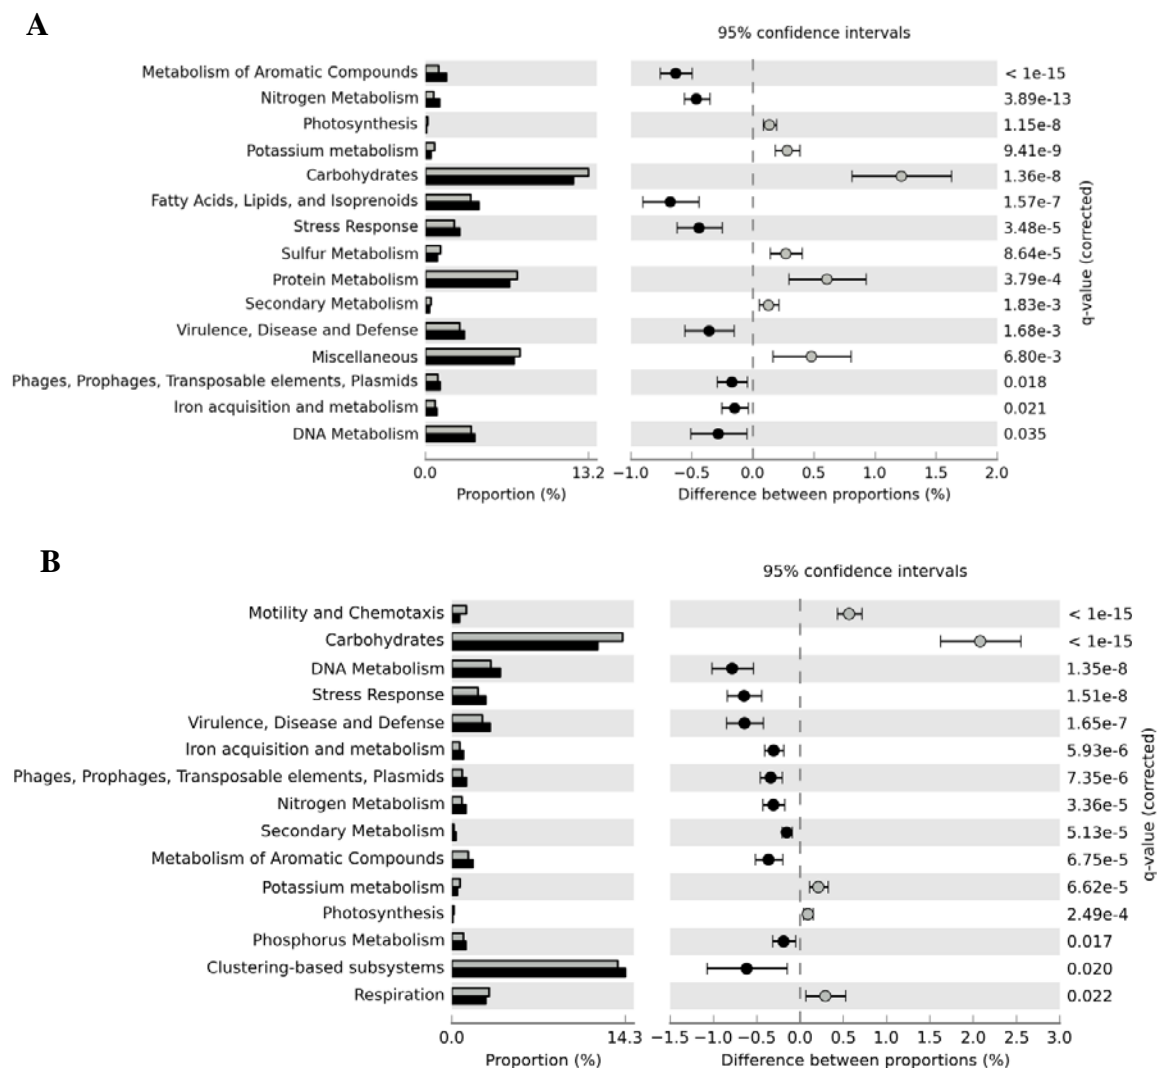 A
95% confidence intervals
Metabolism of Aromatic Compounds < 1e-15
Nitrogen Metabolism 3.89e-13
Photosynthesis 1.15e-8
Potassium metabolism 9.41e-9
Carbohydrates 1.36e-8
Fatty Acids, Lipids, and Isoprenoids 1.57e-7
Stress Response 3.48e-5
Sulfur Metabolism 8.64e-5
Protein Metabolism 3.79e-4
Secondary Metabolism 1.83e-3
Virulence, Disease and Defense 1.68e-3
Miscellaneous 6.80e-3
Phages, Prophages, Transposable elements, Plasmids 0.018
Iron acquisition and metabolism 0.021
DNA Metabolism 0.035
q-value (corrected)
0.0 13.2 −1.0 −0.5 0.0 0.5 1.0 1.5 2.0
Proportion (%) Difference between proportions (%)
B
95% confidence intervals
Motility and Chemotaxis < 1e-15
Carbohydrates < 1e-15
DNA Metabolism 1.35e-8
Stress Response 1.51e-8
Virulence, Disease and Defense 1.65e-7
Iron acquisition and metabolism 5.93e-6
Phages, Prophages, Transposable elements, Plasmids 7.35e-6
Nitrogen Metabolism 3.36e-5
Secondary Metabolism 5.13e-5
Metabolism of Aromatic Compounds 6.75e-5
Potassium metabolism 6.62e-5
Photosynthesis 2.49e-4
Phosphorus Metabolism 0.017
Clustering-based subsystems 0.020
Respiration 0.022
q-value (corrected)
0.0 14.3 −1.5 −1.0 −0.5 0.0 0.5 1.0 1.5 2.0 2.5 3.0
Proportion (%) Difference between proportions (%)